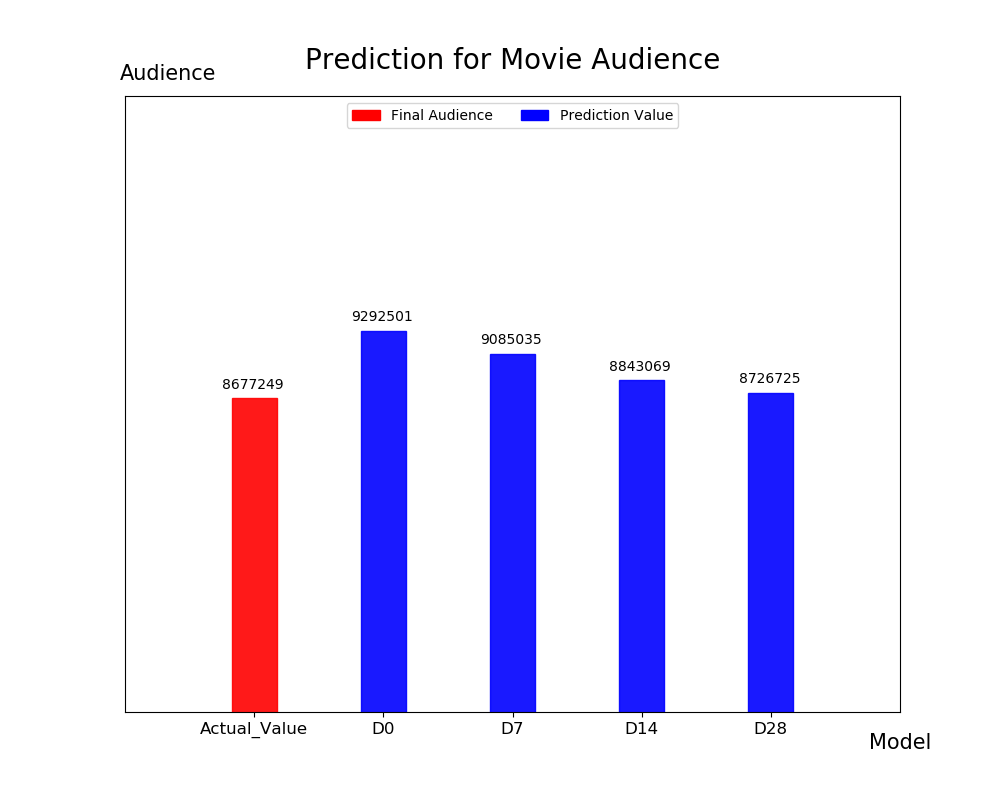 Prediction for Movie Audience
Audience
Final Audience
Prediction Value
9292501
9085035
8843069
8726725
8677249
Actual_Value
D0
D7
D14
D28
Model